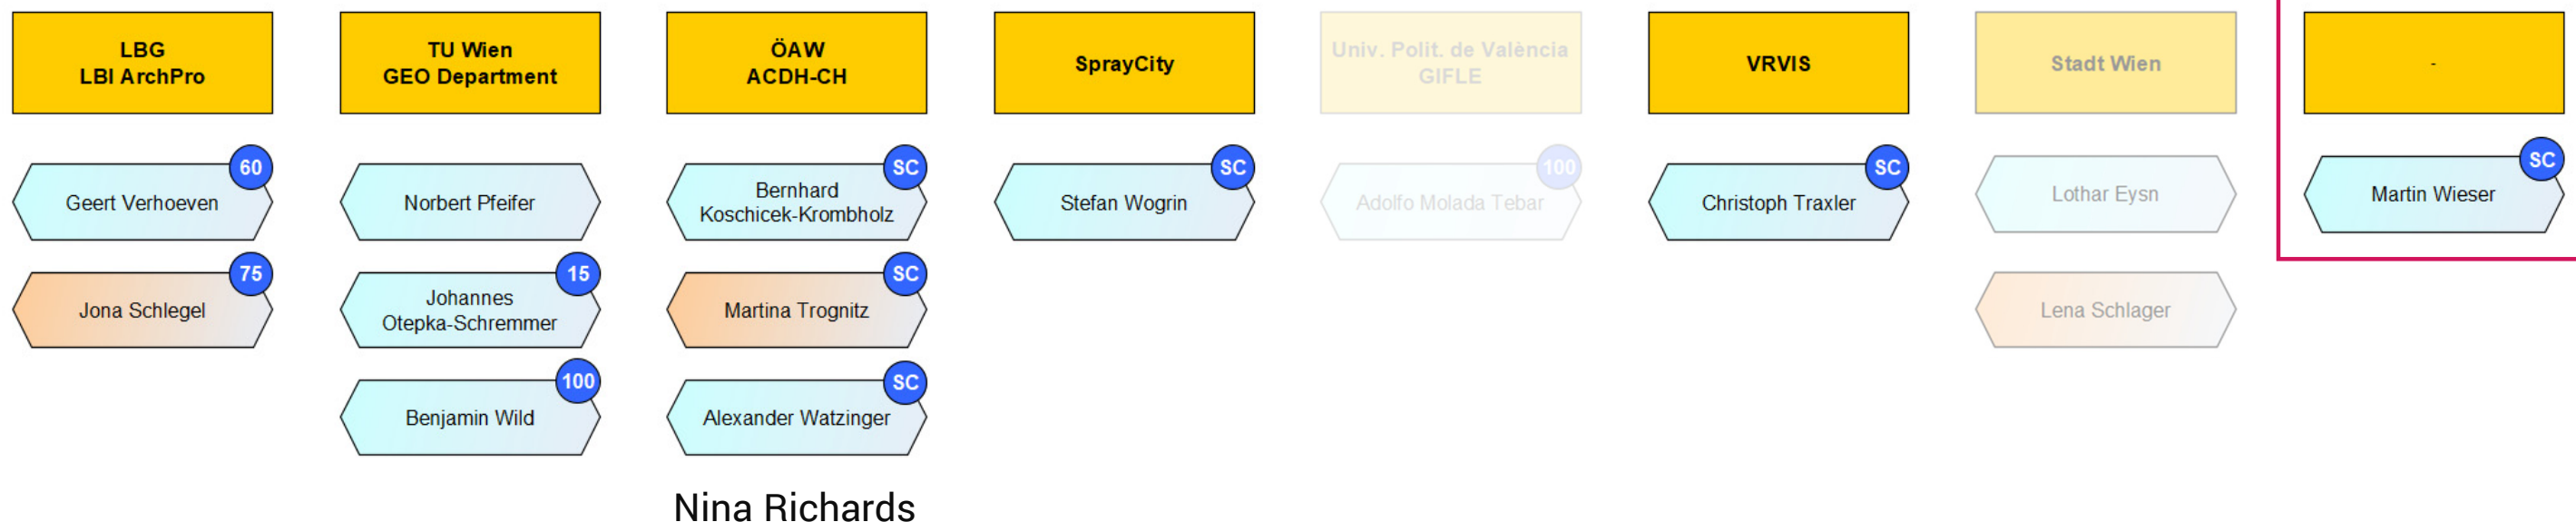 LBG
LBI ArchPro
TU Wien
GEO Department
ÖAW
ACDH-CH
SprayCity
Univ. Polit. de València
GIFLE
VRVIS
Stadt Wien
-
60
Geert Verhoeven
75
Jona Schlegel
Norbert Pfeifer
15
Johannes
Otepka-Schremmer
100
Benjamin Wild
SC
Bernhard
Koschicek-Krombholz
SC
Martina Trognitz
SC
Alexander Watzinger
Nina Richards
SC
Stefan Wogrin
100
Adolfo Molada Tebar
SC
Christoph Traxler
Lothar Eysn
Lena Schlager
SC
Martin Wieser